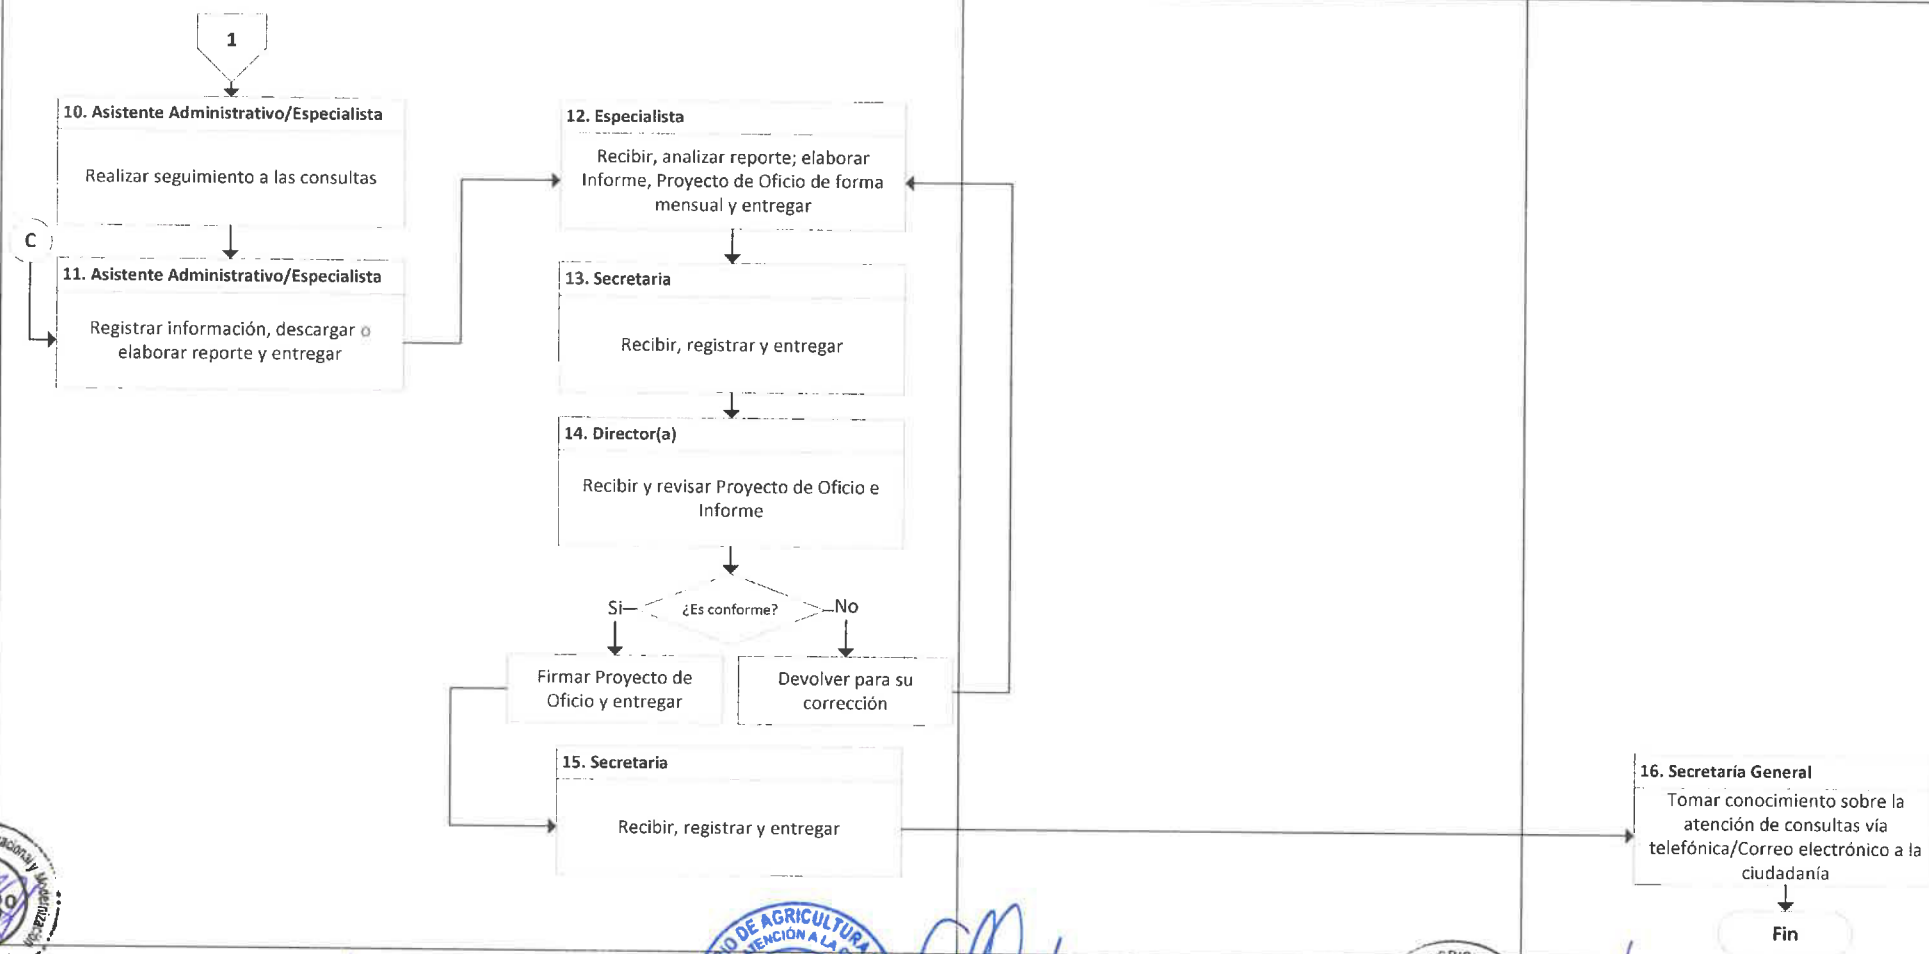 1
10. Asistente Administrativo/Especialista
Realizar seguimiento a las consultas
C
11. Asistente Administrativo/Especialista
Registrar información, descargar o
elaborar reporte y entregar
12. Especialista
Recibir, analizar reporte; elaborar
Informe, Proyecto de Oficio de forma
mensual y entregar
13. Secretaria
Recibir, registrar y entregar
14. Director(a)
Recibir y revisar Proyecto de Oficio e
Informe
¿Es conforme?
Si
No
Firmar Proyecto de
Oficio y entregar
Devolver para su
corrección
15. Secretaria
Recibir, registrar y entregar
16. Secretaría General
Tomar conocimiento sobre la
atención de consultas vía
telefónica/Correo electrónico a la
ciudadanía
Fin
y Modernización
DE AGRICULTURA
A LA